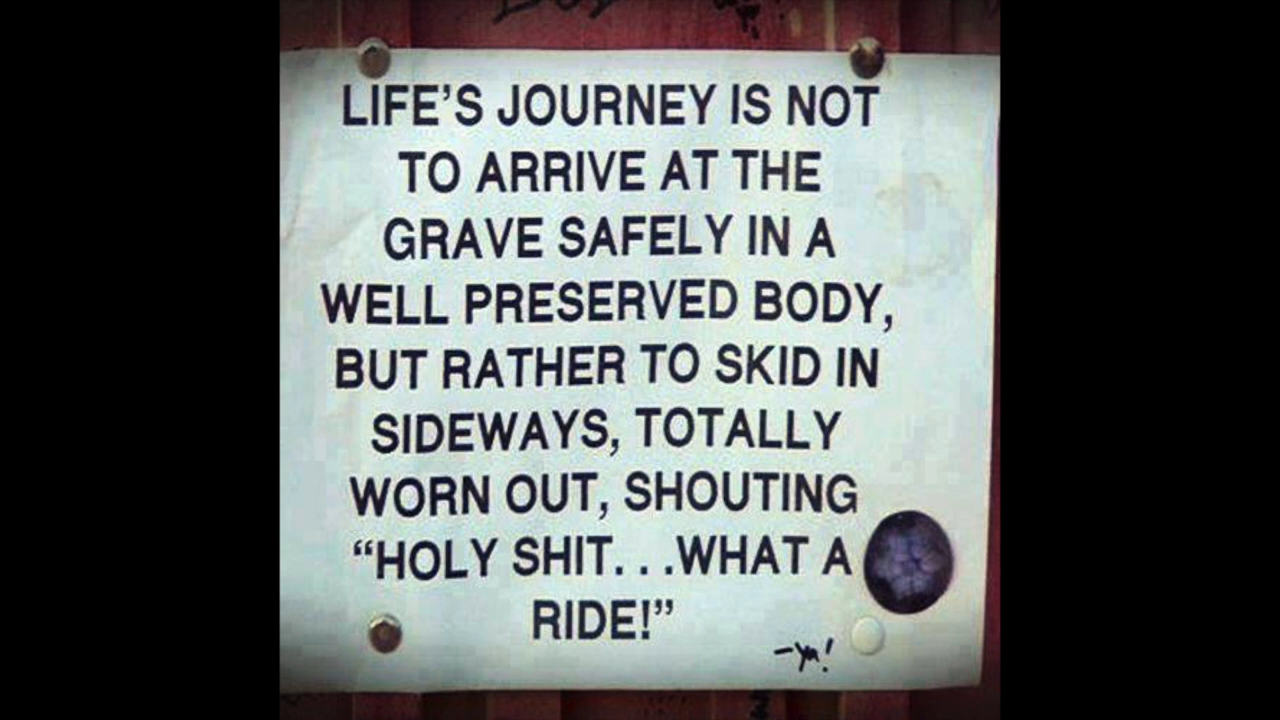 LIFE'S JOURNEY IS NOT
TO ARRIVE AT THE
GRAVE SAFELY IN A
WELL PRESERVED BODY,
BUT RATHER TO SKID IN
SIDEWAYS, TOTALLY
WORN OUT, SHOUTING
“HOLY SHIT. . .WHAT A
RIDE!”